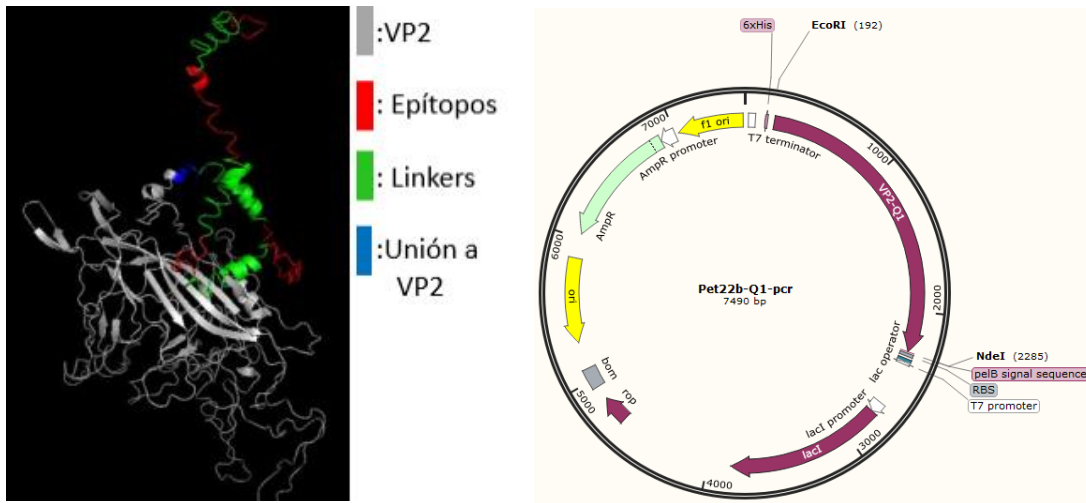 :VP2
: Epítopos
: Linkers
:Unión a
VP2
6xHis
EcoRI (192)
7000
f1 ori
T7 terminator
AmpR promoter
1000
VP2-Q1
AmpR
6000
Pet22b-Q1-pcr
7490 bp
ori
2000
lac operator
NdeI (2285)
pelB signal sequence
RBS
T7 promoter
bom
5000
rop
lacI promoter
3000
lacI
4000